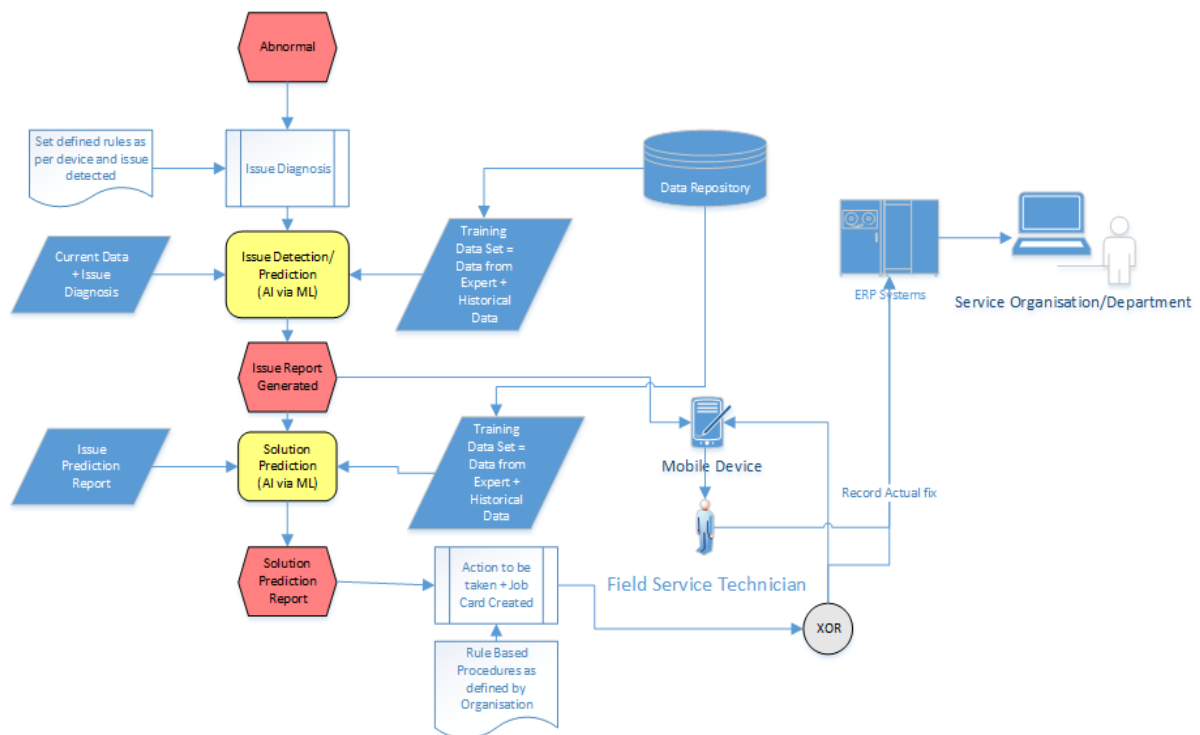 Abnormal
Set defined rules as
per device and issue
detected
Issue Diagnosis
Data Repository
Current Data
+ Issue
Diagnosis
Issue Detection/
Prediction
(AI via ML)
Training
Data Set =
Data from
Expert +
Historical
Data
ERP Systems
Service Organisation/Department
Issue Report
Generated
Issue
Prediction
Report
Solution
Prediction
(AI via ML)
Training
Data Set =
Data from
Expert +
Historical
Data
Mobile Device
Record Actual fix
Solution
Prediction
Report
Action to be
taken + Job
Card Created
Field Service Technician
XOR
Rule Based
Procedures as
defined by
Organisation